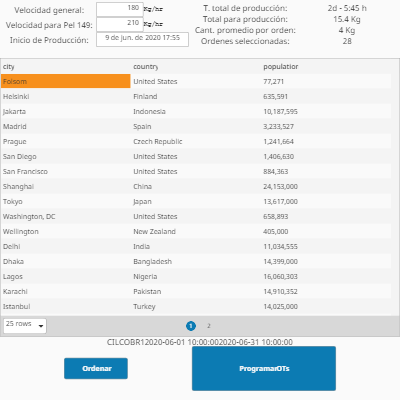 Velocidad general: 180 Kg/hr
Velocidad para Pel 149: 210 Kg/hr
Inicio de Producción: 9 de jun. de 2020 17:55
T. total de producción: 2d - 5:45 h
Total para producción: 15.4 Kg
Cant. promedio por orden: 4 Kg
Ordenes seleccionadas: 28
city country population
Folsom United States 77,271
Helsinki Finland 635,591
Jakarta Indonesia 10,187,595
Madrid Spain 3,233,527
Prague Czech Republic 1,241,664
San Diego United States 1,406,630
San Francisco United States 884,363
Shanghai China 24,153,000
Tokyo Japan 13,617,000
Washington, DC United States 658,893
Wellington New Zealand 405,000
Delhi India 11,034,555
Dhaka Bangladesh 14,399,000
Lagos Nigeria 16,060,303
Karachi Pakistan 14,910,352
Istanbul Turkey 14,025,000
25 rows 1 2
CILCOBR12020-06-01 10:00:002020-06-31 10:00:00
Ordenar ProgramarOTs